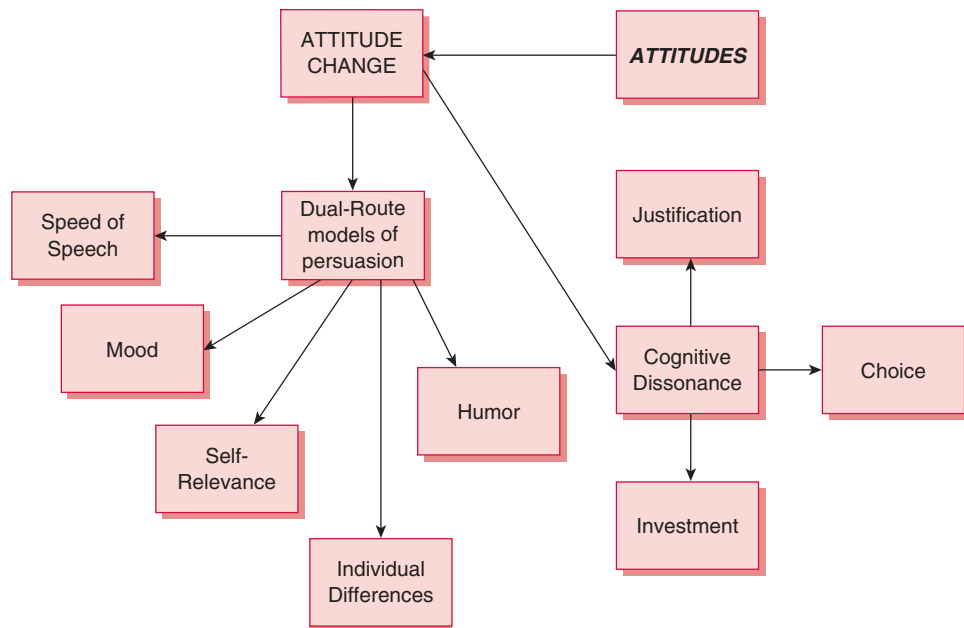 ATTITUDE
CHANGE
ATTITUDES
Speed of
Speech
Dual-Route
models of
persuasion
Justification
Mood
Cognitive
Dissonance
Choice
Humor
Self-
Relevance
Investment
Individual
Differences